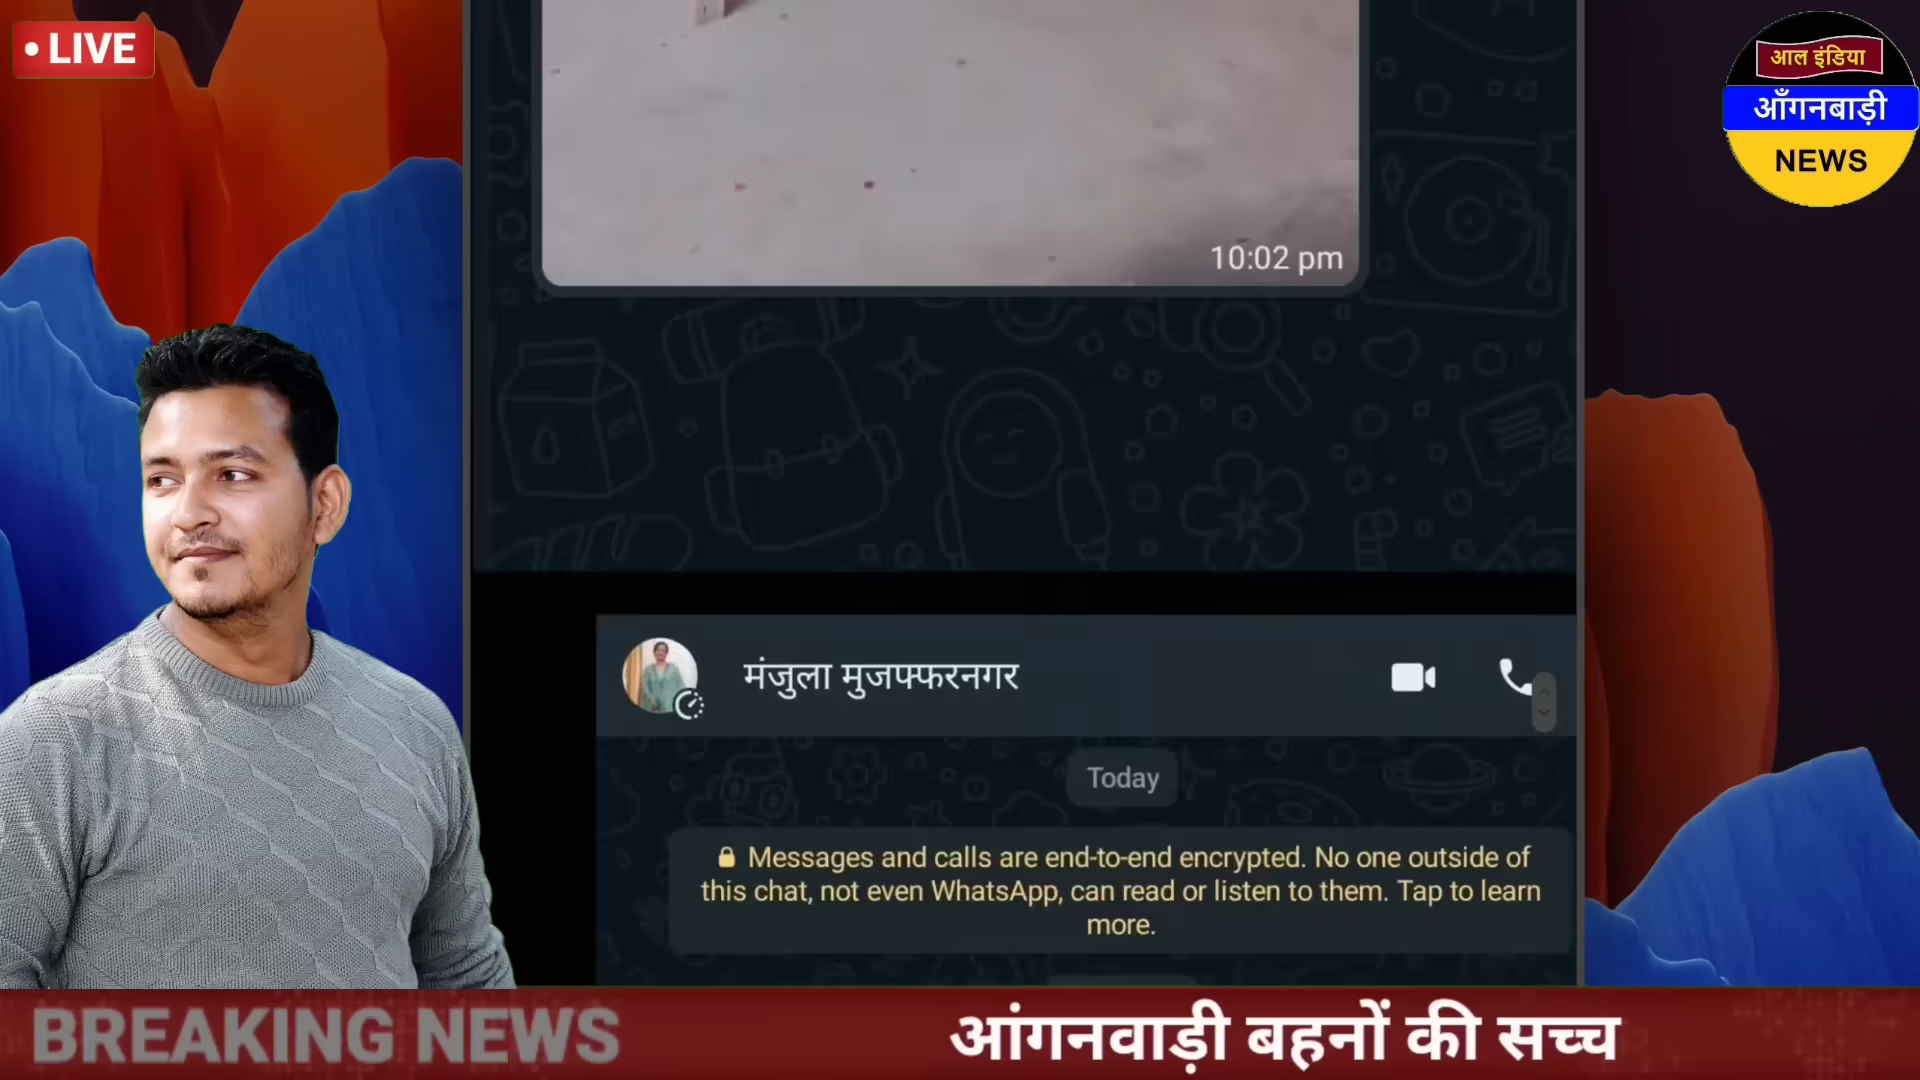 • LIVE
आल इंडिया
आँगनबाड़ी
NEWS
10:02 pm
मंजुला मुजफ्फरनगर
Today
Messages and calls are end-to-end encrypted. No one outside of
this chat, not even WhatsApp, can read or listen to them. Tap to learn
more.
BREAKING NEWS
आंगनवाड़ी बहनों की सच्च